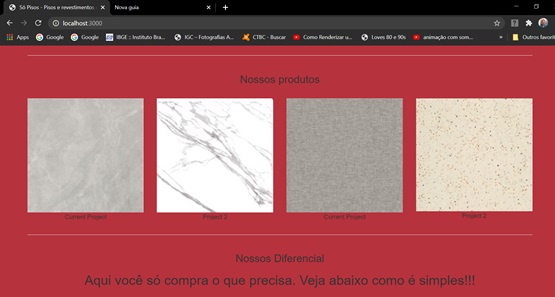 Só Pisos - Pisos e revestimentos
Nova guia
localhost:3000
Apps
Google
Google
IBGE :: Instituto Bra...
IGC – Fotografias A...
CTBC - Buscar
Como Renderizar u...
Loves 80 e 90s
animação com som...
»
Outros favorit
Nossos produtos
Current Project
Project 3
Current Project
Project 2
Nossos Diferencial
Aqui você só compra o que precisa. Veja abaixo como é simples!!!